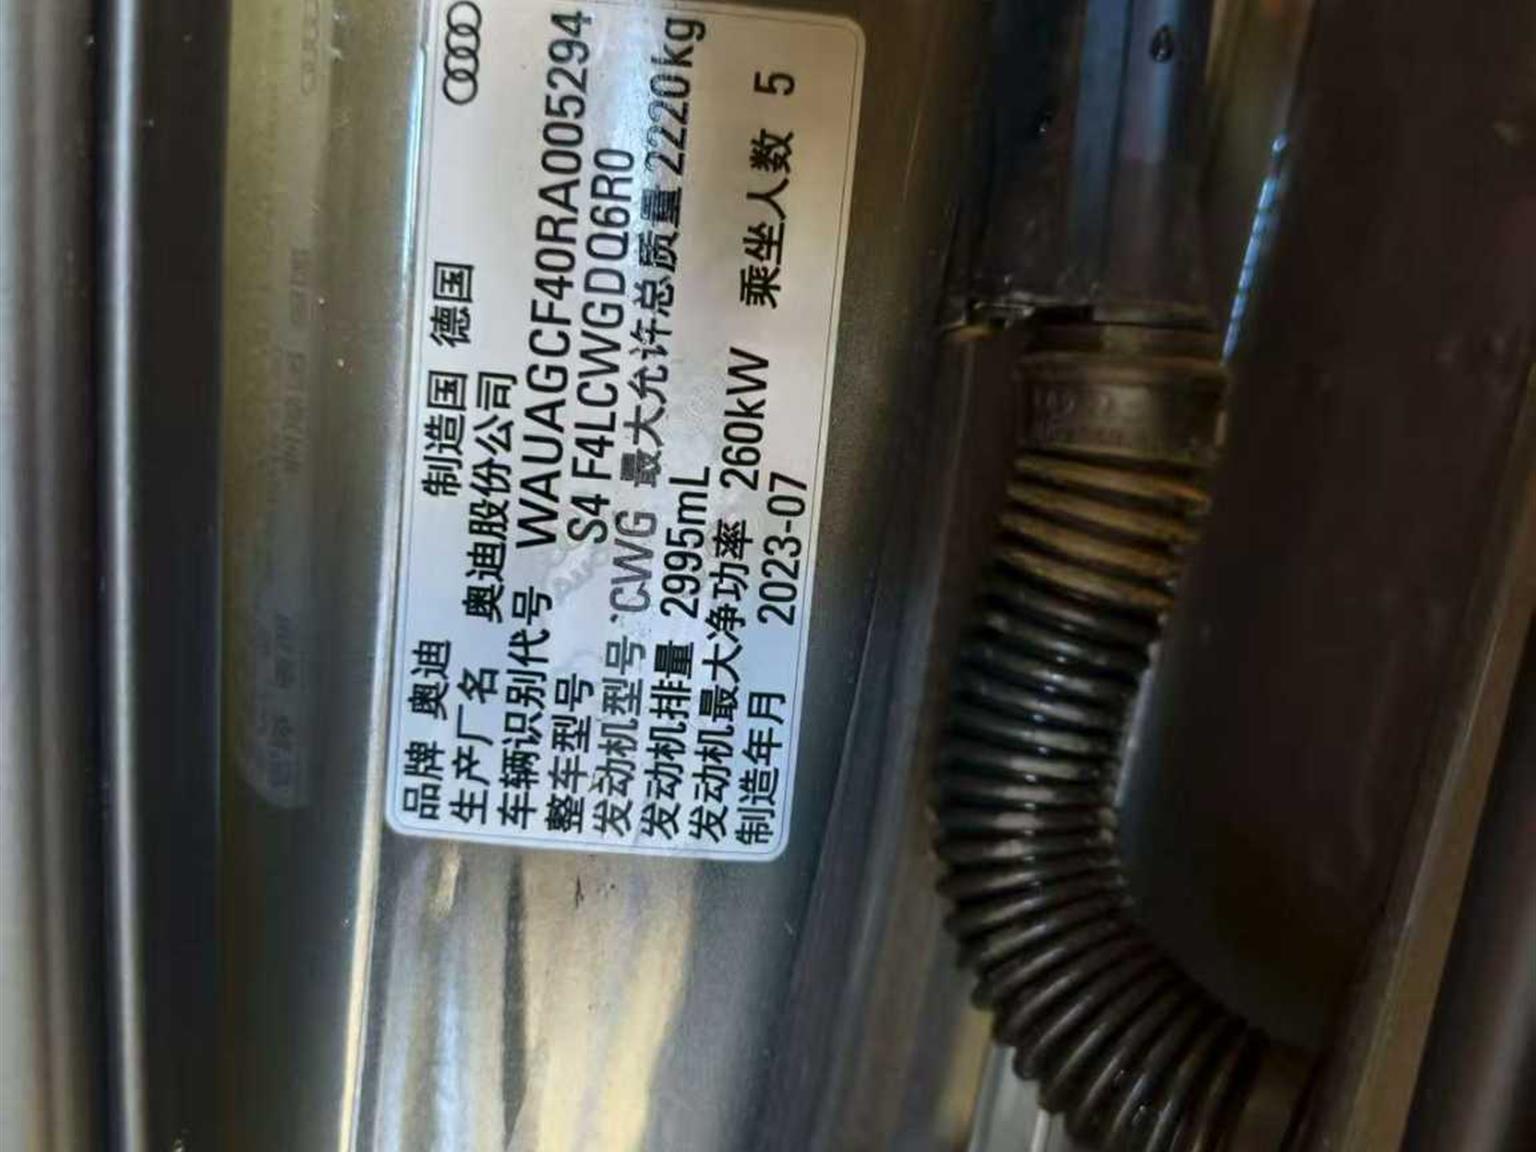 品牌 奥迪 制造国 德国
生产厂名 奥迪股份公司
车辆识别代号 WAUAGCF40RA005294
整车型号 S4 F4LCWGDQ6R0
发动机型号 CWG 最大允许总质量 2220kg
发动机排量 2995mL
发动机最大净功率 260kW 乘坐人数 5
制造年月 2023-07